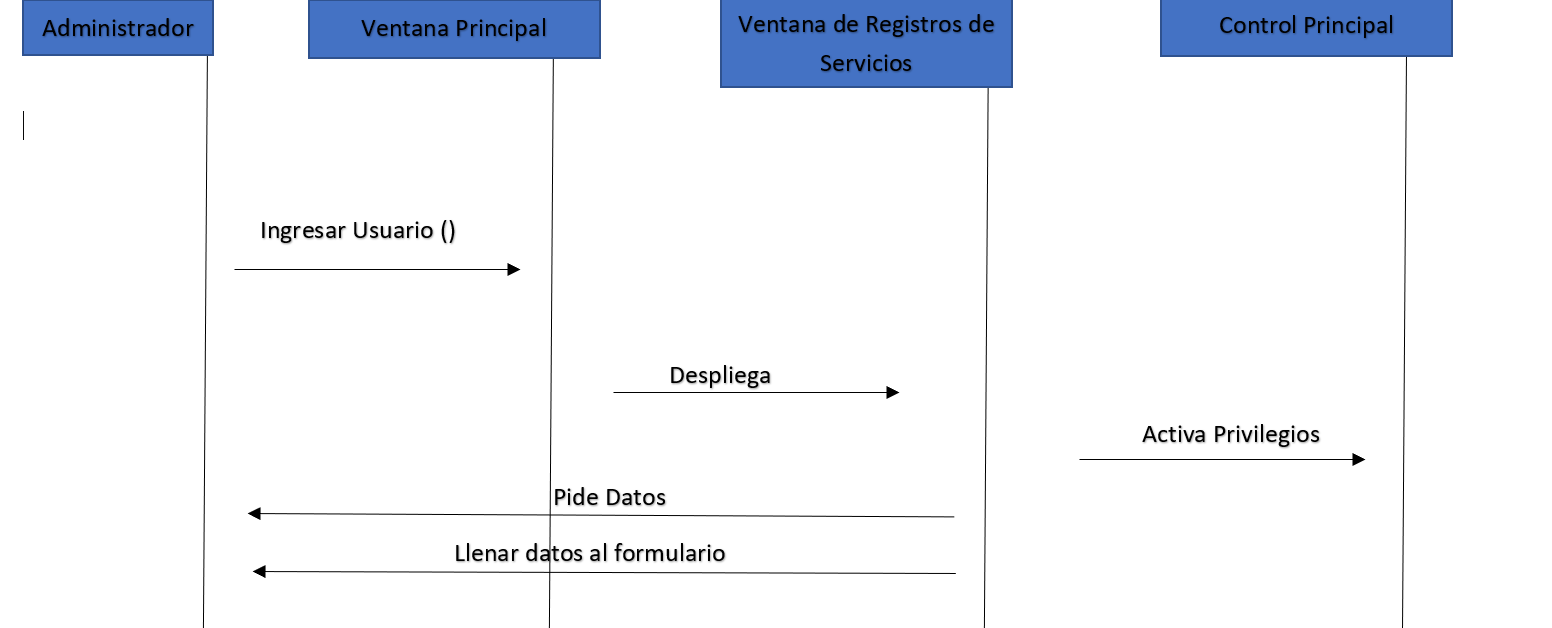 Administrador
Ventana Principal
Ventana de Registros de
Servicios
Control Principal
Ingresar Usuario ()
Despliega
Activa Privilegios
Pide Datos
Llenar datos al formulario